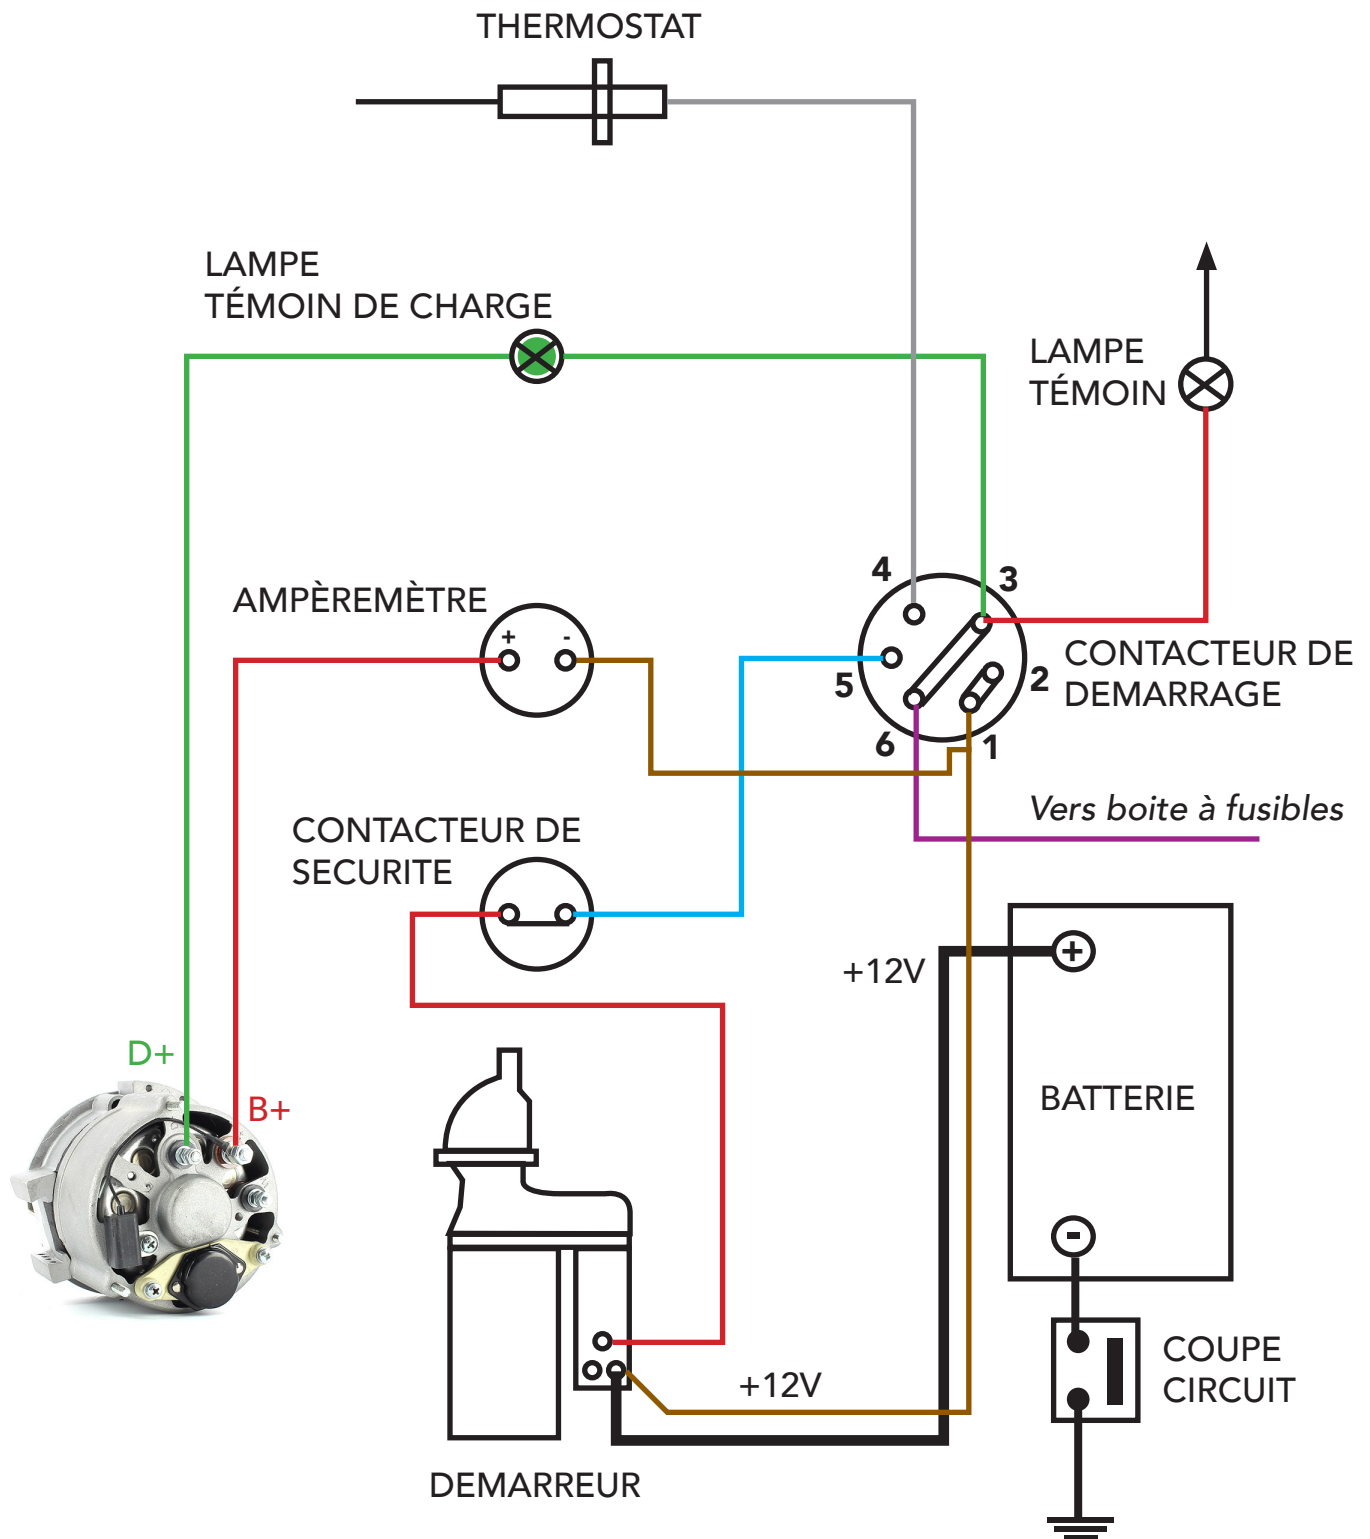 THERMOSTAT
LAMPE
TÉMOIN DE CHARGE
LAMPE
TÉMOIN
4
3
AMPÈREMÈTRE
+ -
5
2
CONTACTEUR DE
DEMARRAGE
6
1
Vers boite à fusibles
CONTACTEUR DE
SECURITE
+12V
+
D+
B+
BATTERIE
-
COUPE
CIRCUIT
+12V
DEMARREUR